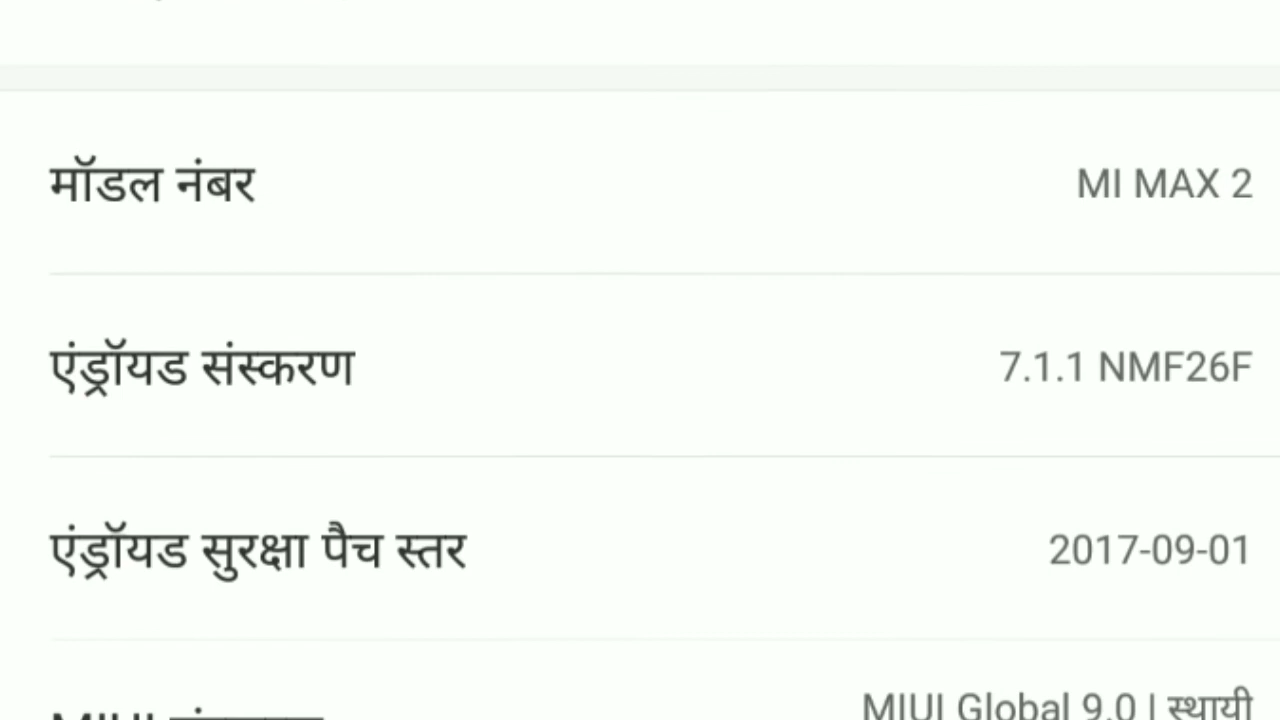 मॉडल नंबर
MI MAX 2
एंड्रॉयड संस्करण
7.1.1 NMF26F
एंड्रॉयड सुरक्षा पैच स्तर
2017-09-01
MIUI Global 9.0 | स्थायी